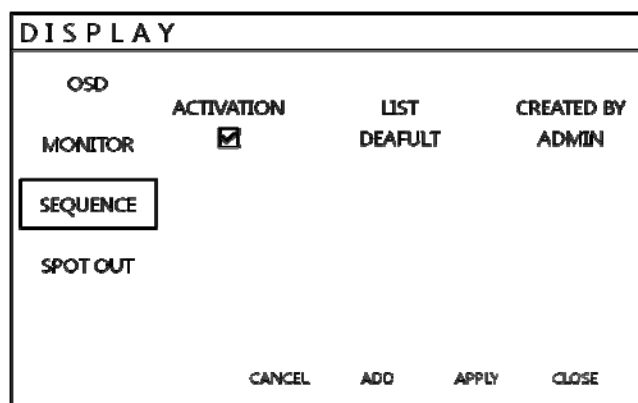 DISPLAY
OSD
ACTIVATION LIST CREATED BY
MONITOR DEAFULT ADMIN
SEQUENCE
SPOT OUT
CANCEL ADD APPLY CLOSE